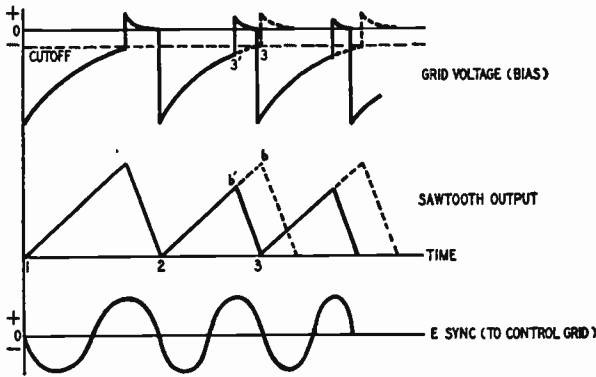 +
0
−
CUTOFF
3' 3
GRID VOLTAGE (BIAS)
b' b
SAWTOOTH OUTPUT
1 2 3
TIME
+
0
−
E SYNC (TO CONTROL GRID)